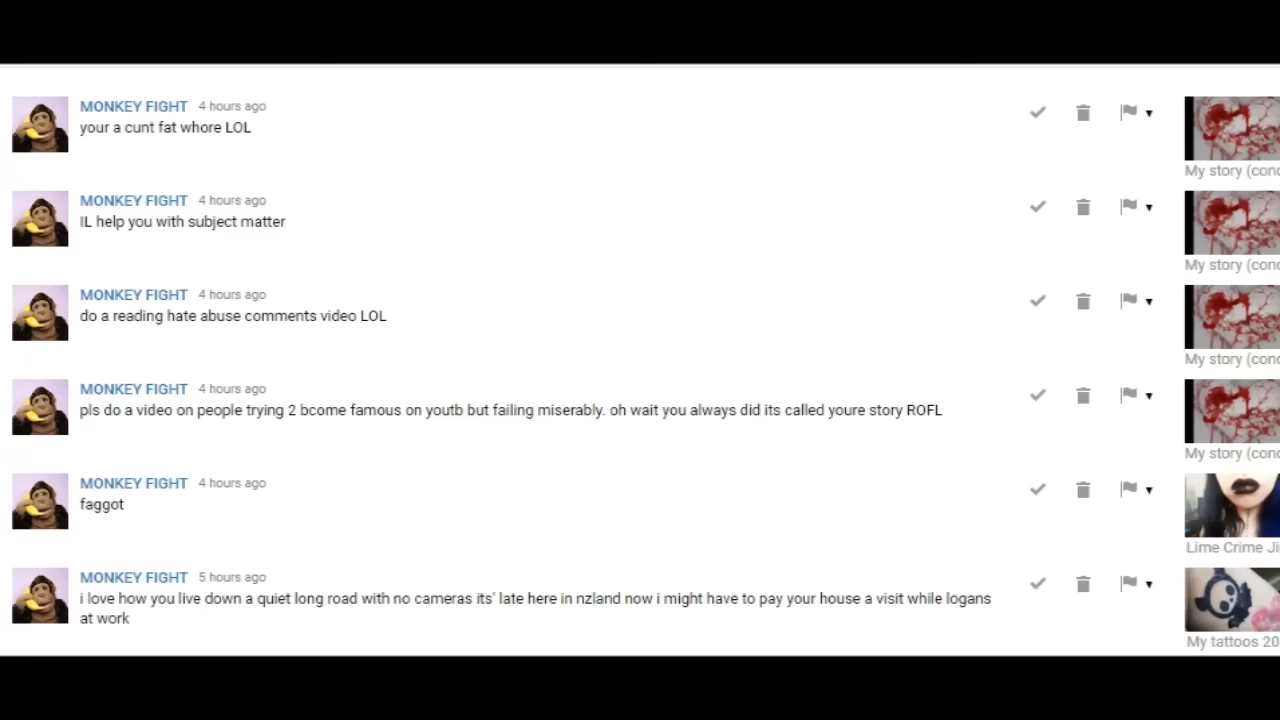 MONKEY FIGHT 4 hours ago
your a cunt fat whore LOL
My story (conc
MONKEY FIGHT 4 hours ago
IL help you with subject matter
My story (conc
MONKEY FIGHT 4 hours ago
do a reading hate abuse comments video LOL
My story (conc
MONKEY FIGHT 4 hours ago
pls do a video on people trying 2 bcome famous on youtb but failing miserably. oh wait you always did its called youre story ROFL
My story (conc
MONKEY FIGHT 4 hours ago
faggot
Lime Crime Ji
MONKEY FIGHT 5 hours ago
i love how you live down a quiet long road with no cameras its' late here in nzland now i might have to pay your house a visit while logans
at work
My tattoos 20